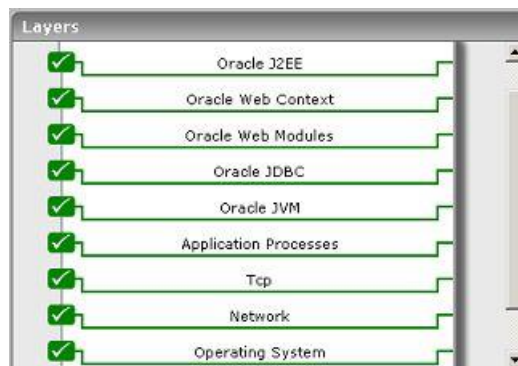 Layers
Oracle J2EE
Oracle Web Context
Oracle Web Modules
Oracle JDBC
Oracle JVM
Application Processes
Tcp
Network
Operating System